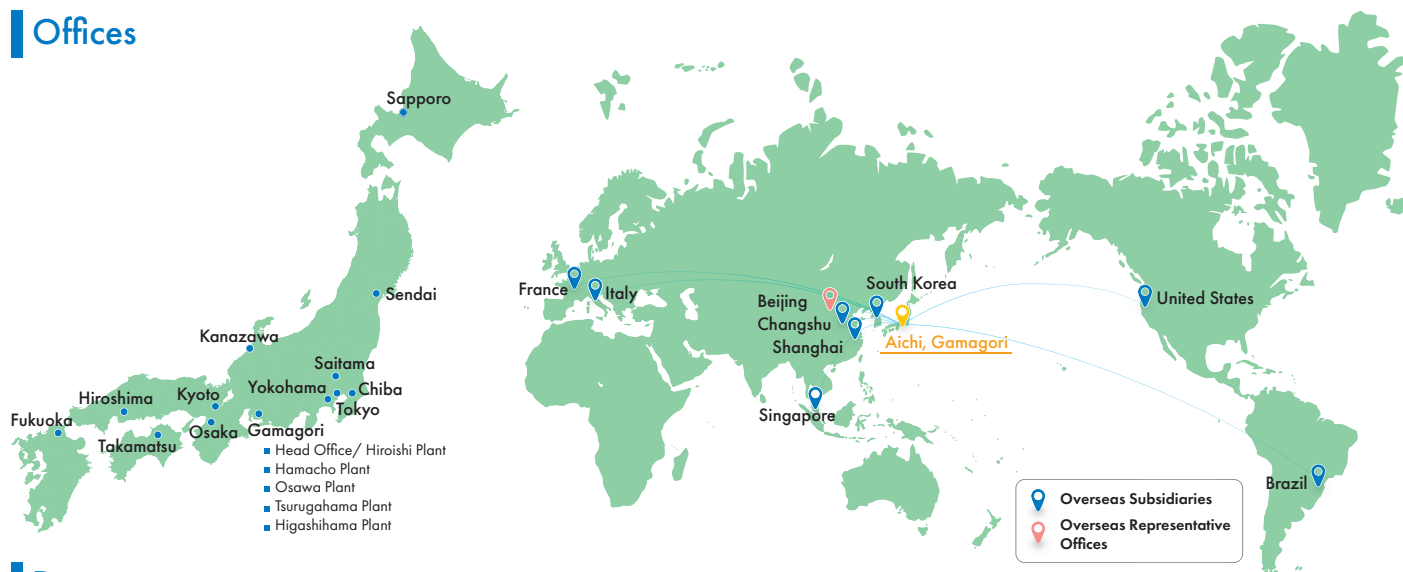 Offices
Sapporo
Sendai
Kanazawa
Saitama
Yokohama
Chiba
Tokyo
Hiroshima
Kyoto
Fukuoka
Osaka
Gamagori
Takamatsu
Head Office/ Hiroishi Plant
Hamacho Plant
Osawa Plant
Tsurugahama Plant
Higashihama Plant
France
Italy
South Korea
Beijing
Changshu
Shanghai
Aichi, Gamagori
Singapore
United States
Brazil
Overseas Subsidiaries
Overseas Representative
Offices